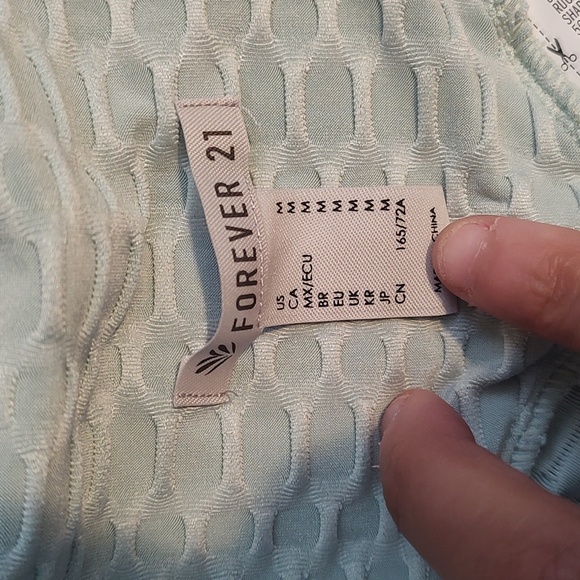 FOREVER 21
US M
CA M
MX/ECU M
BR M
EU M
UK M
KR M
JP M
CN 165/72A
CHINA